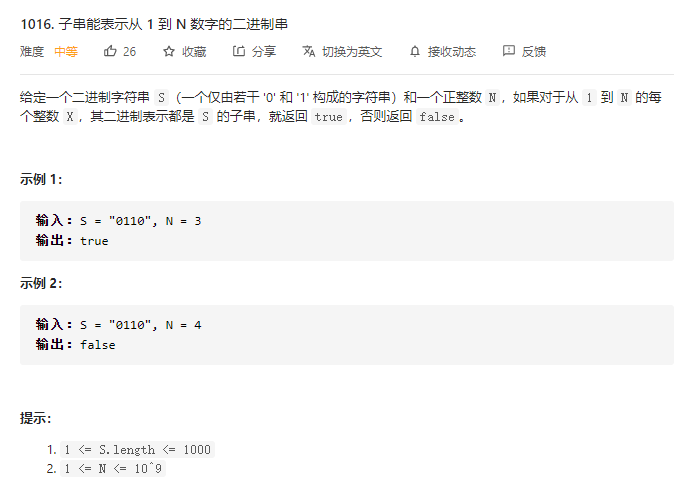 1016. 子串能表示从 1 到 N 数字的二进制串
难度 中等 26 收藏 分享 切换为英文 接收动态 反馈
给定一个二进制字符串 S（一个仅由若干 '0' 和 '1' 构成的字符串）和一个正整数 N，如果对于从 1 到 N 的每
个整数 X，其二进制表示都是 S 的子串，就返回 true，否则返回 false。
示例 1：
输入：S = "0110", N = 3
输出：true
示例 2：
输入：S = "0110", N = 4
输出：false
提示：
1. 1 <= S.length <= 1000
2. 1 <= N <= 10^9